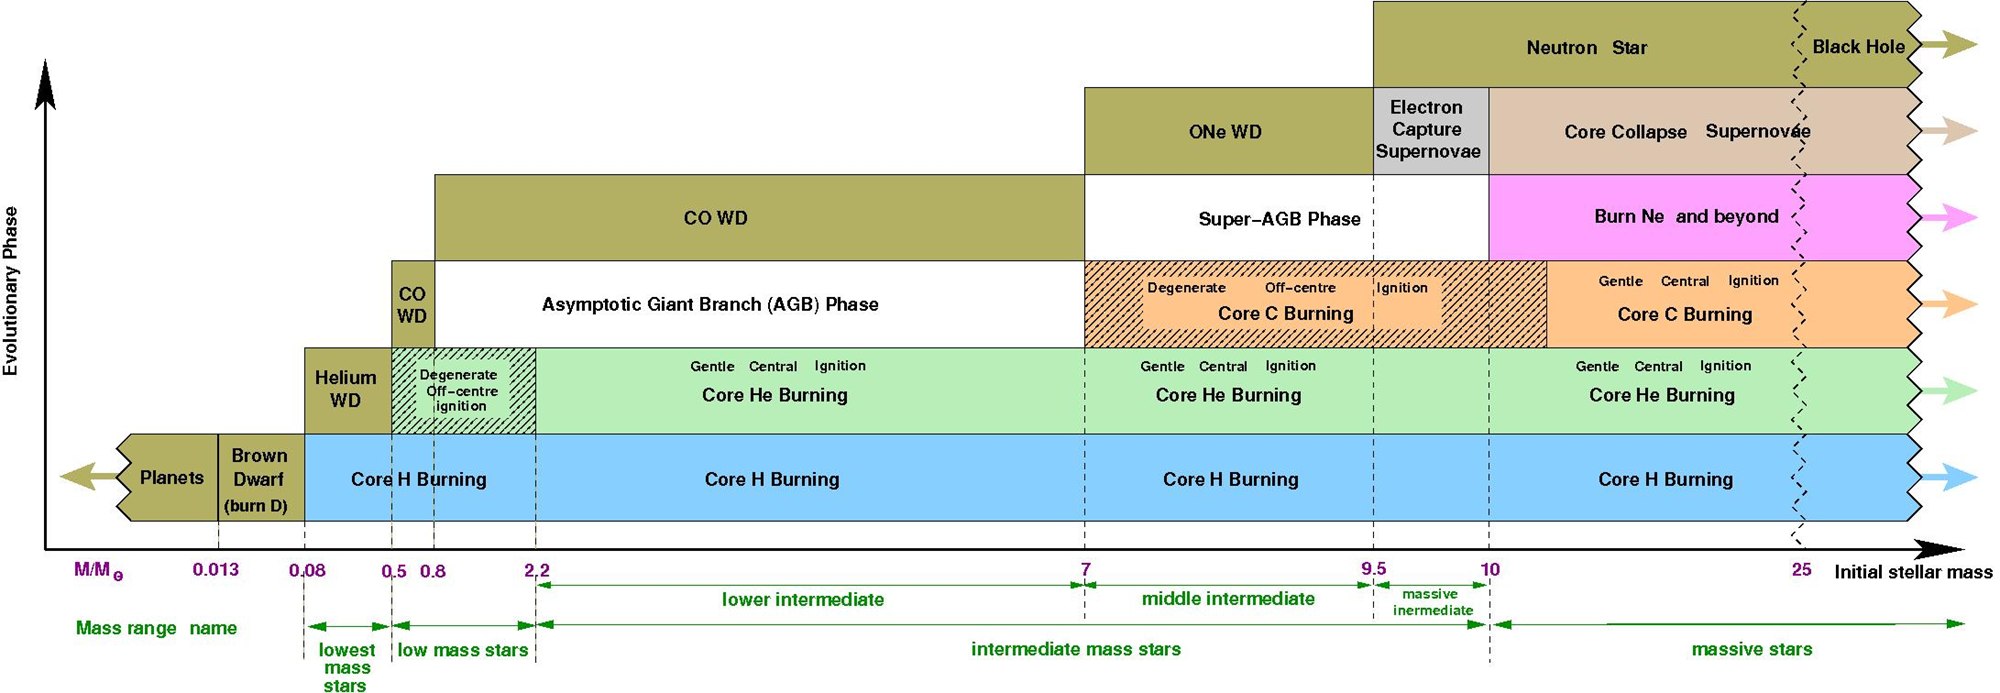 Neutron Star
Black Hole
Electron
Capture
Supernovae
ONe WD
Core Collapse Supernovae
CO WD
Super-AGB Phase
Burn Ne and beyond
CO
WD
Asymptotic Giant Branch (AGB) Phase
Degenerate Off-centre Ignition
Core C Burning
Gentle Central Ignition
Core C Burning
Helium
WD
Degenerate
Off-centre
ignition
Gentle Central Ignition
Core He Burning
Gentle Central Ignition
Core He Burning
Gentle Central Ignition
Core He Burning
Planets
Brown
Dwarf
(burn D)
Core H Burning
Core H Burning
Core H Burning
Core H Burning
Evolutionary Phase
M/M⊙ 0.013 0.08 0.5 0.8 2.2 7 9.5 10 25 Initial stellar mass
lower intermediate
middle intermediate
massive
inermediate
Mass range name
lowest
mass
stars
low mass stars
intermediate mass stars
massive stars